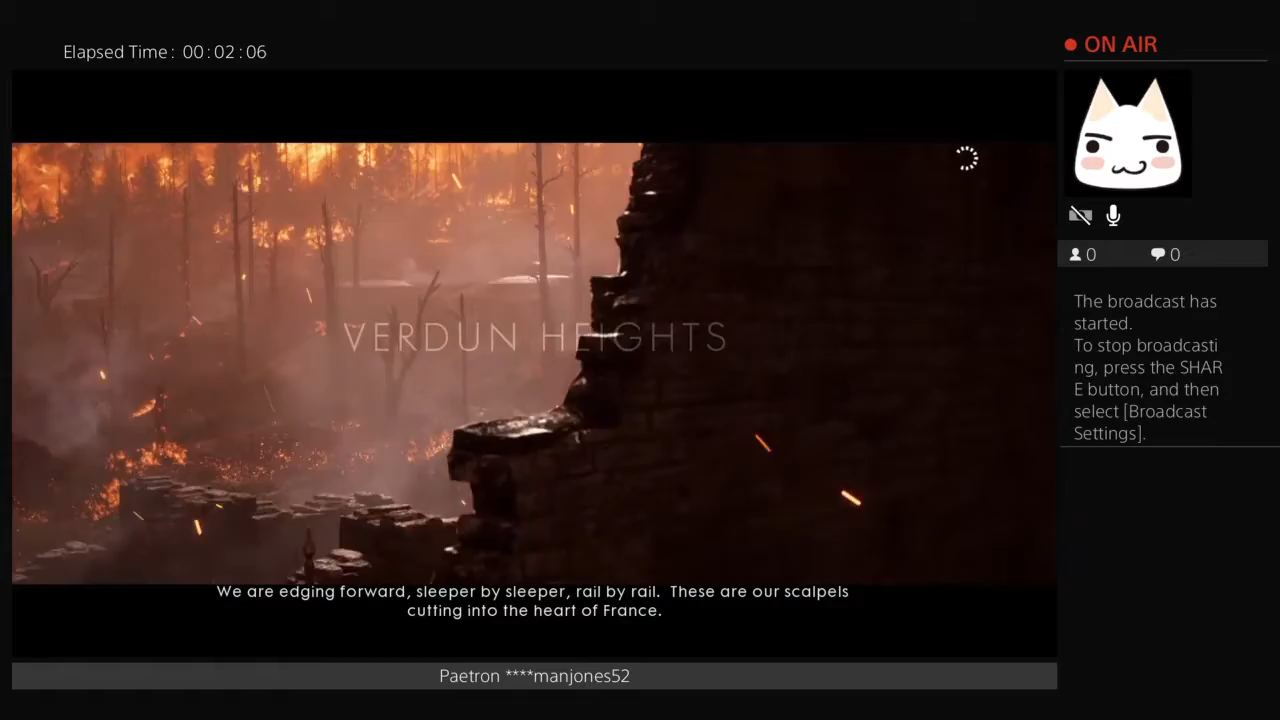 Elapsed Time: 00:02:06
ON AIR
0 0
The broadcast has
started.
To stop broadcasti
ng, press the SHAR
E button, and then
select [Broadcast
Settings].
VERDUN HEIGHTS
We are edging forward, sleeper by sleeper, rail by rail. These are our scalpels
cutting into the heart of France.
Paetron ****manjones52